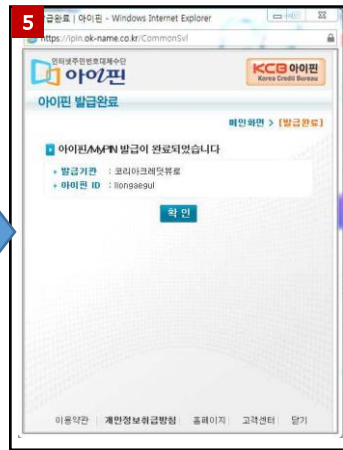 5
급완료 | 아이핀 - Windows Internet Explorer
https://ipin.ok-name.co.kr/CommonSvl
인터넷주민번호대체수단
아이핀
KCB 아이핀
Korea Credit Bureau
아이핀 발급완료
메인화면 > [발급완료]
아이핀/MyPIN 발급이 완료되었습니다
발급기관 : 코리아크레딧뷰로
아이핀 ID : llongaegul
확 인
이용약관 개인정보취급방침 홈페이지 고객센터 닫기